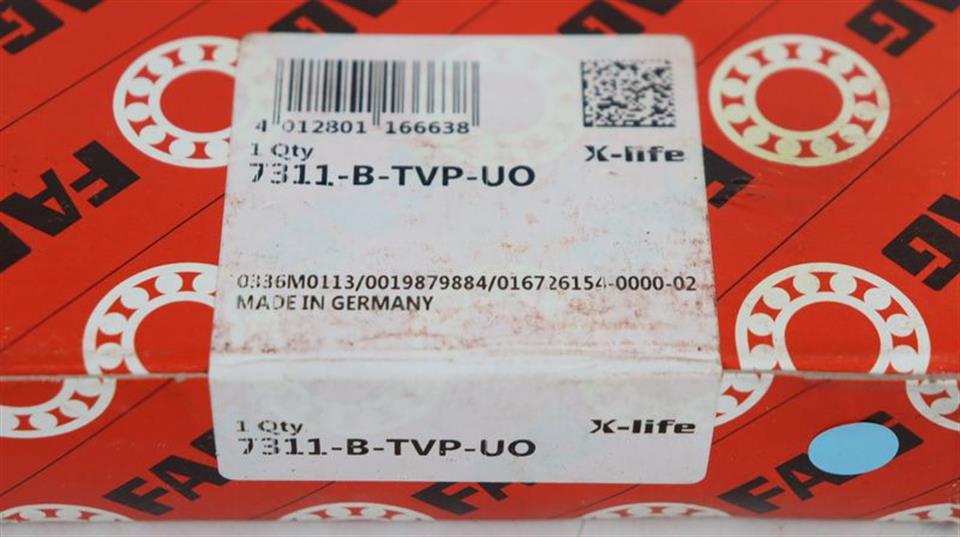 FAG
4 012801 166638
1 Qty
X-life
7311-B-TVP-UO
0336M0113/0019879884/016726154-0000-02
MADE IN GERMANY
1 Qty
X-life
7311-B-TVP-UO
FAG
FAG